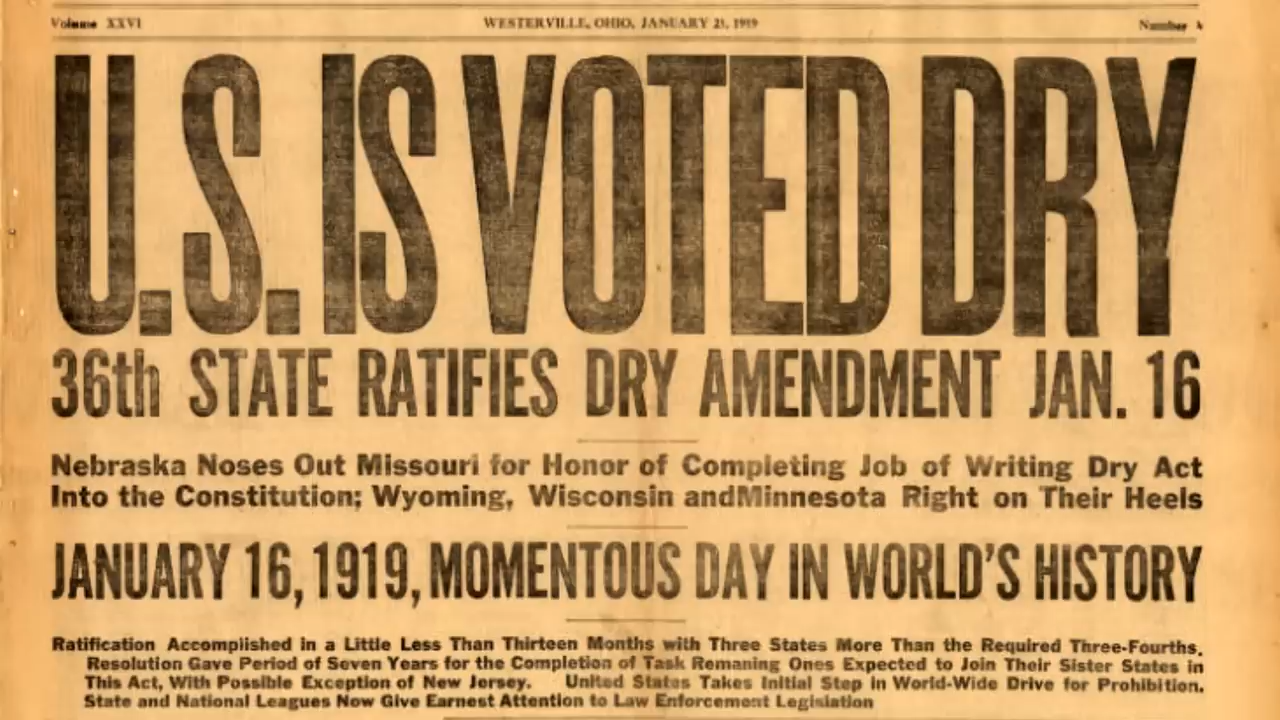 Volume XXVI WESTERVILLE, OHIO, JANUARY 25, 1919 Number
U.S. IS VOTED DRY
36th STATE RATIFIES DRY AMENDMENT JAN. 16
Nebraska Noses Out Missouri for Honor of Completing Job of Writing Dry Act
Into the Constitution; Wyoming, Wisconsin andMinnesota Right on Their Heels
JANUARY 16, 1919, MOMENTOUS DAY IN WORLD'S HISTORY
Ratification Accomplished in a Little Less Than Thirteen Months with Three States More Than the Required Three-Fourths.
Resolution Gave Period of Seven Years for the Completion of Task Remaning Ones Expected to Join Their Sister States in
This Act, With Possible Exception of New Jersey. United States Takes Initial Step in World-Wide Drive for Prohibition.
State and National Leagues Now Give Earnest Attention to Law Enforcement Legislation